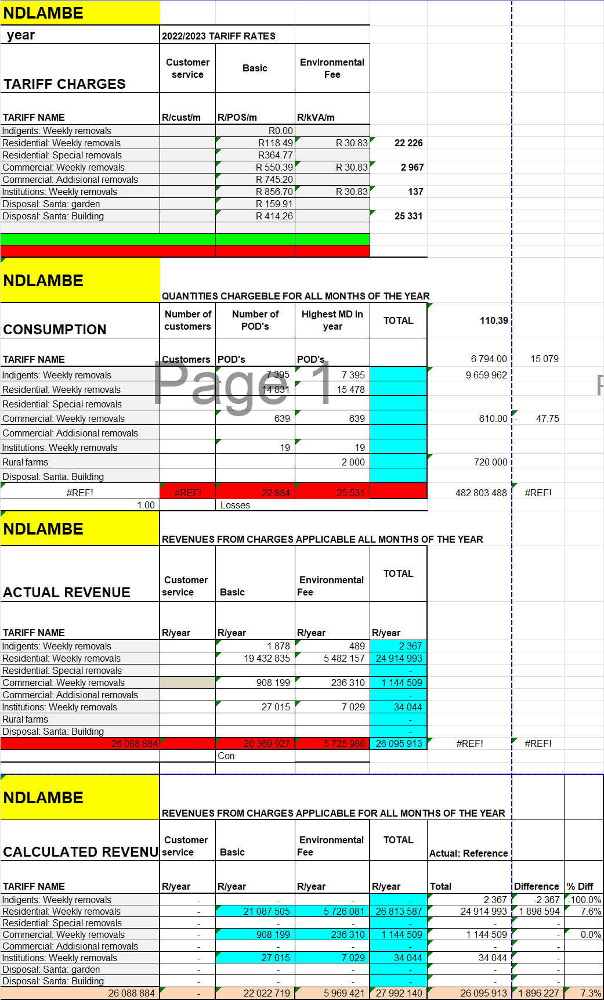 NDLAMBE
year 2022/2023 TARIFF RATES
TARIFF CHARGES Customer service Basic Environmental Fee
TARIFF NAME R/cust/m R/POS/m R/kVA/m
Indigents: Weekly removals R0.00
Residential: Weekly removals R118.49 R 30.83 22 226
Residential: Special removals R364.77
Commercial: Weekly removals R 550.39 R 30.83 2 967
Commercial: Addisional removals R 745.20
Institutions: Weekly removals R 856.70 R 30.83 137
Disposal: Santa: garden R 159.91
Disposal: Santa: Building R 414.26 25 331
NDLAMBE
QUANTITIES CHARGEBLE FOR ALL MONTHS OF THE YEAR
CONSUMPTION Number of customers Number of POD's Highest MD in year TOTAL 110.39
TARIFF NAME Customers POD's POD's 6 794.00 15 079
Indigents: Weekly removals 7 395 7 395 9 659 962
Page 1
Residential: Weekly removals 14 831 15 478
Residential: Special removals
Commercial: Weekly removals 639 639 610.00 - 47.75
Commercial: Addisional removals
Institutions: Weekly removals 19 19
Rural farms 2 000 720 000
Disposal: Santa: Building
#REF! #REF! 22 884 25 531 - 482 803 488 #REF!
1.00 Losses
NDLAMBE
REVENUES FROM CHARGES APPLICABLE ALL MONTHS OF THE YEAR
ACTUAL REVENUE Customer service Basic Environmental Fee TOTAL
TARIFF NAME R/year R/year R/year R/year
Indigents: Weekly removals 1 878 489 2 367
Residential: Weekly removals 19 432 835 5 482 157 24 914 993
Residential: Special removals -
Commercial: Weekly removals 908 199 236 310 1 144 509
Commercial: Addisional removals -
Institutions: Weekly removals 27 015 7 029 34 044
Rural farms -
Disposal: Santa: Building -
26 088 884 - 20 369 927 5 725 986 26 095 913 #REF! #REF!
Con
NDLAMBE
REVENUES FROM CHARGES APPLICABLE FOR ALL MONTHS OF THE YEAR
CALCULATED REVENU Customer service Basic Environmental Fee TOTAL Actual: Reference
TARIFF NAME R/year R/year R/year R/year Total Difference % Diff
Indigents: Weekly removals - - - - 2 367 -2 367 -100.0%
Residential: Weekly removals - 21 087 505 5 726 081 26 813 587 24 914 993 1 898 594 7.6%
Residential: Special removals - - - - - -
Commercial: Weekly removals - 908 199 236 310 1 144 509 1 144 509 - 0.0%
Commercial: Addisional removals - - - - - -
Institutions: Weekly removals - 27 015 7 029 34 044 34 044 -
Disposal: Santa: garden - - - - - -
Disposal: Santa: Building - - - - - -
26 088 884 - 22 022 719 5 969 421 27 992 140 26 095 913 1 896 227 7.3%